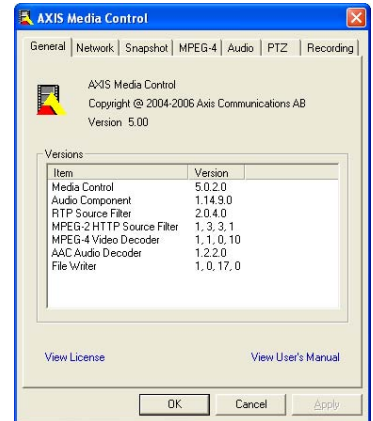 AXIS Media Control
General Network Snapshot MPEG-4 Audio PTZ Recording
AXIS Media Control
Copyright @ 2004-2006 Axis Communications AB
Version 5.00
Versions
Item Version
Media Control 5.0.2.0
Audio Component 1.14.9.0
RTP Source Filter 2.0.4.0
MPEG-2 HTTP Source Filter 1, 3, 3, 1
MPEG-4 Video Decoder 1, 1, 0, 10
AAC Audio Decoder 1.2.2.0
File Writer 1, 0, 17, 0
View License View User's Manual
OK Cancel Apply